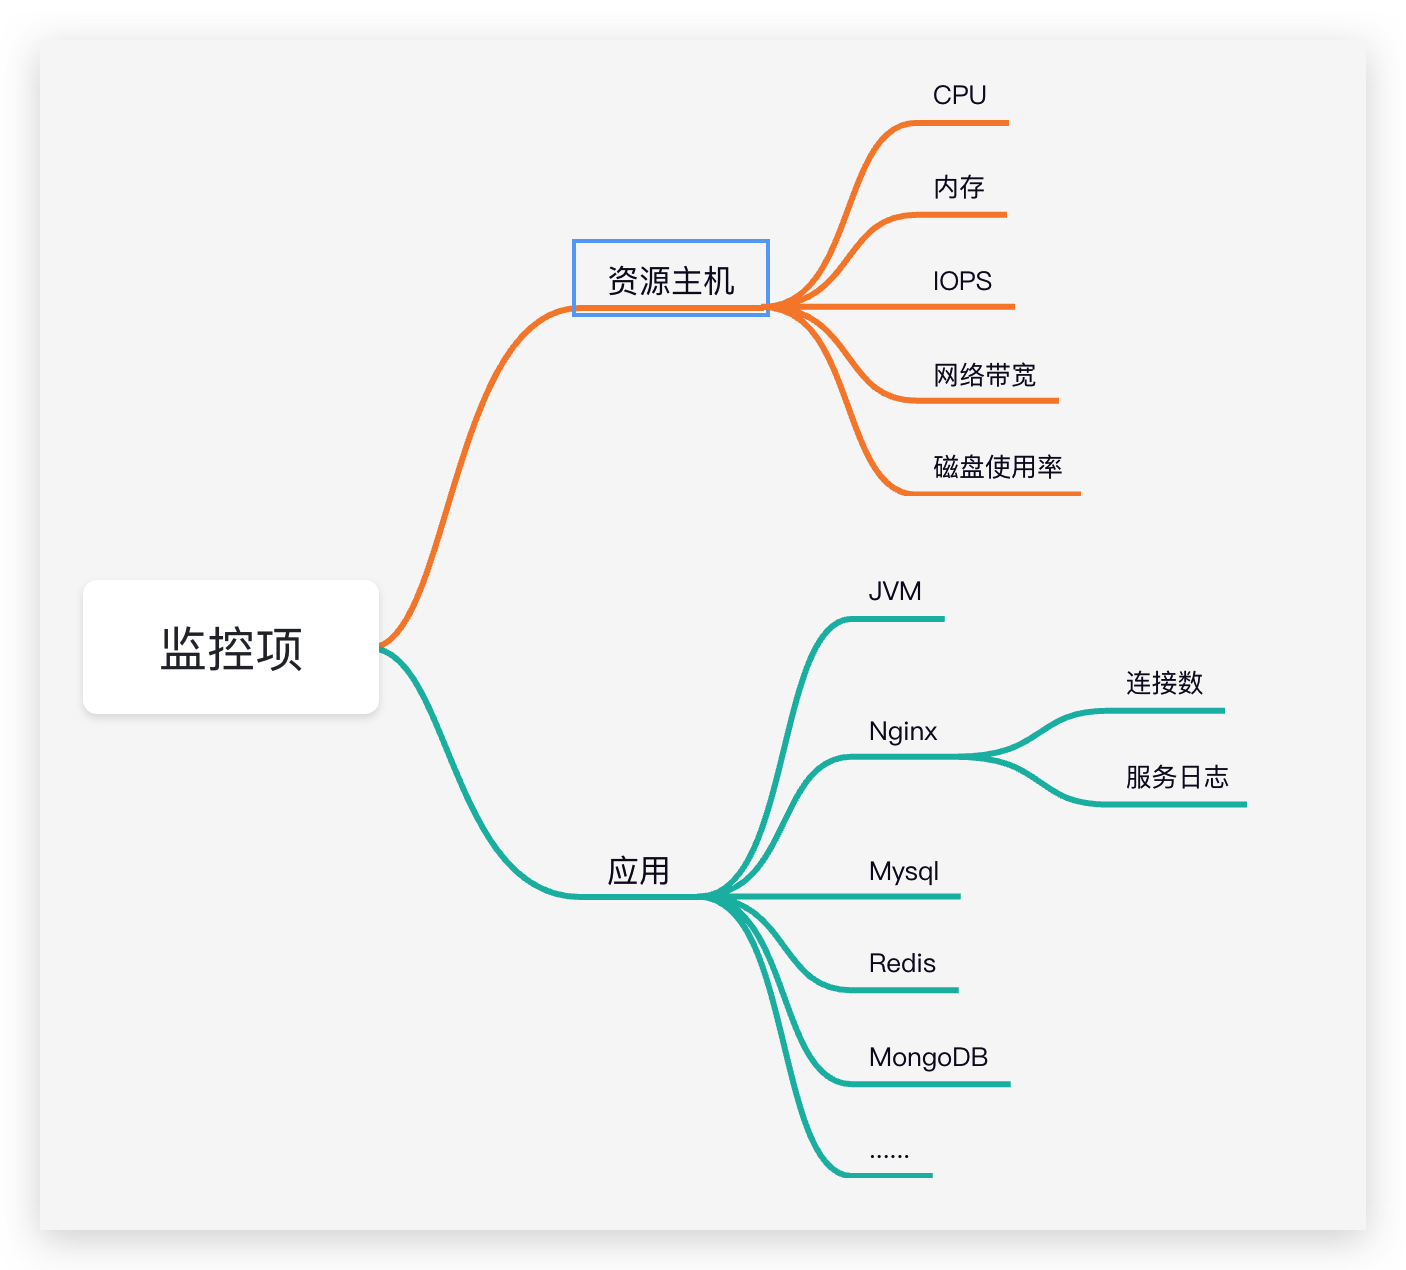 监控项
资源主机
CPU
内存
IOPS
网络带宽
磁盘使用率
应用
JVM
Nginx
连接数
服务日志
Mysql
Redis
MongoDB
......